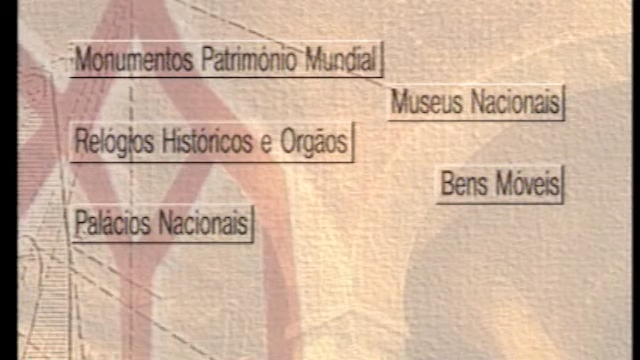 Monumentos Património Mundial
Museus Nacionais
Relógios Históricos e Orgãos
Bens Móveis
Palácios Nacionais